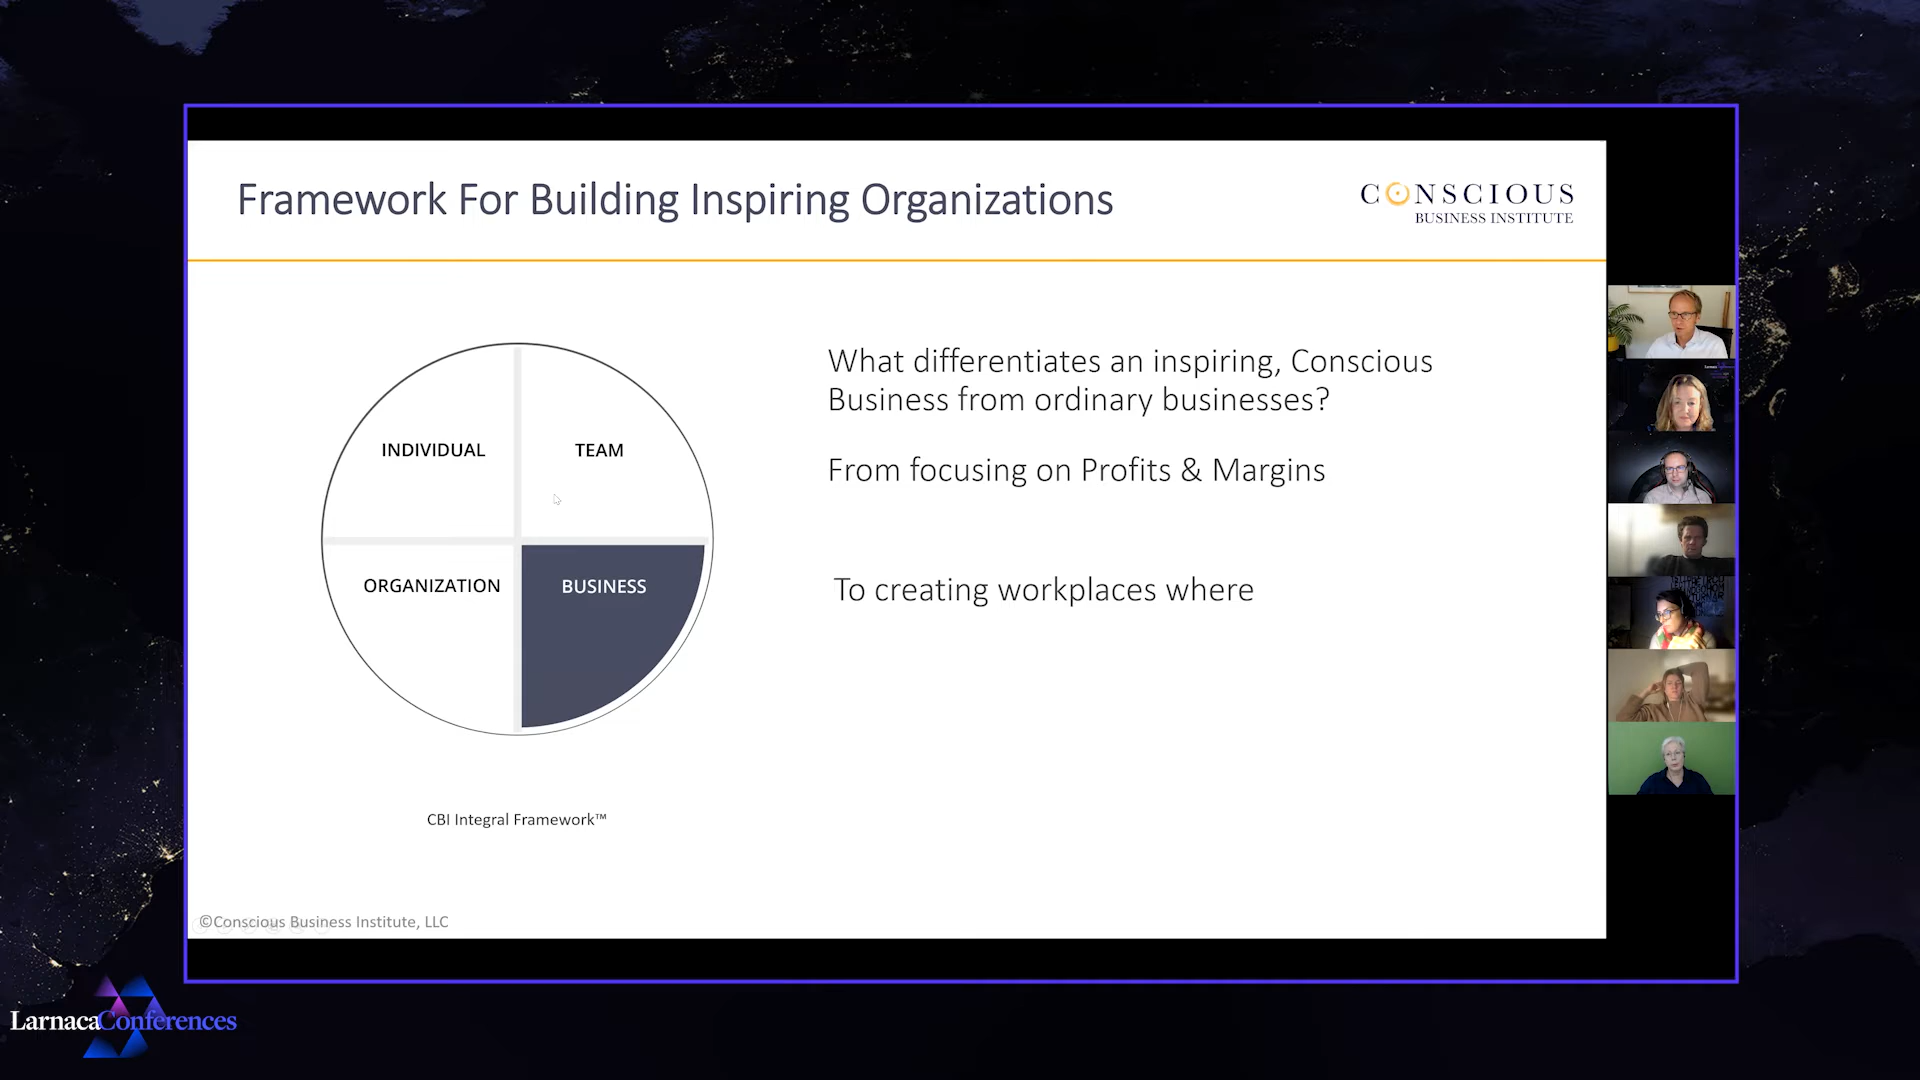 Framework For Building Inspiring Organizations
CONSCIOUS
BUSINESS INSTITUTE
INDIVIDUAL
TEAM
ORGANIZATION
BUSINESS
CBI Integral Framework™
What differentiates an inspiring, Conscious
Business from ordinary businesses?
From focusing on Profits & Margins
To creating workplaces where
©Conscious Business Institute, LLC
LarnacaConferences